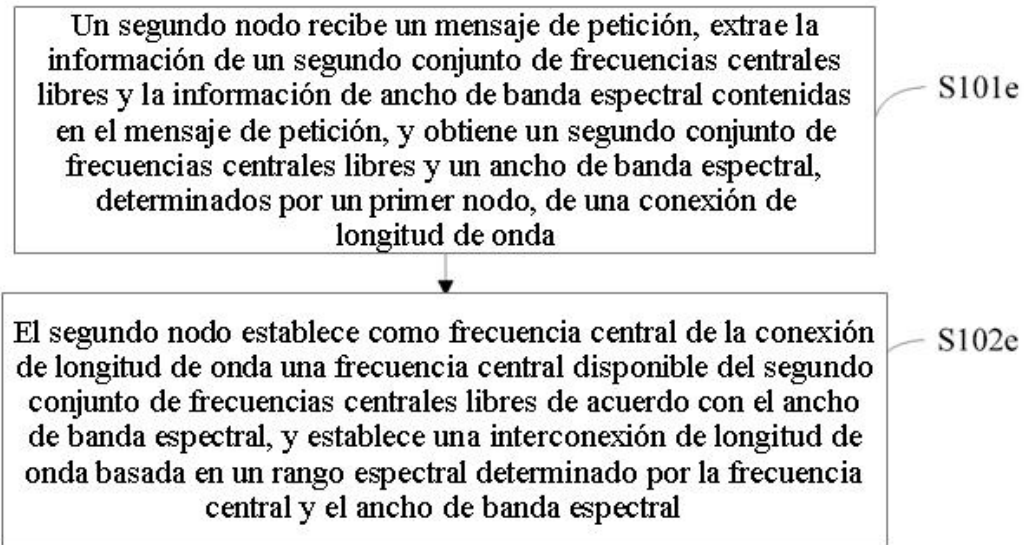 Un segundo nodo recibe un mensaje de petición, extrae la
información de un segundo conjunto de frecuencias centrales
libres y la información de ancho de banda espectral contenidas
en el mensaje de petición, y obtiene un segundo conjunto de
frecuencias centrales libres y un ancho de banda espectral,
determinados por un primer nodo, de una conexión de
longitud de onda
S101e
El segundo nodo establece como frecuencia central de la conexión
de longitud de onda una frecuencia central disponible del segundo
conjunto de frecuencias centrales libres de acuerdo con el ancho
de banda espectral, y establece una interconexión de longitud de
onda basada en un rango espectral determinado por la frecuencia
central y el ancho de banda espectral
S102e